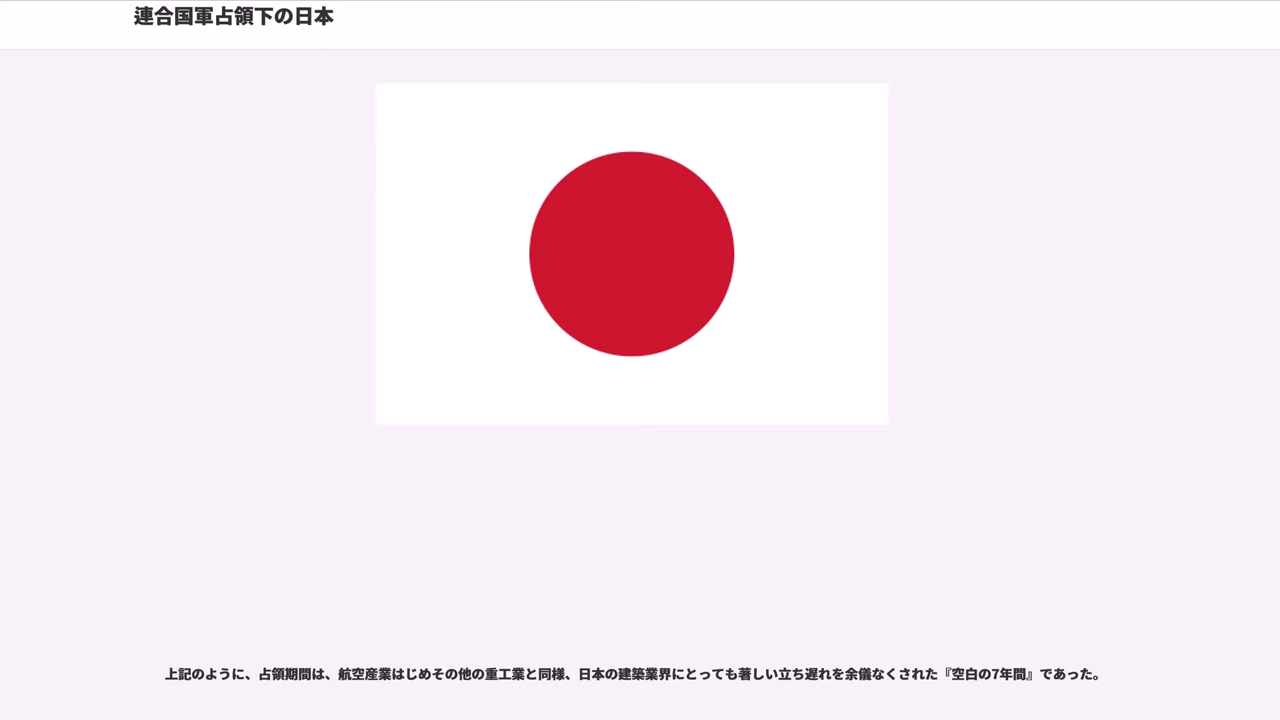 連合国軍占領下の日本
上記のように、占領期間は、航空産業はじめその他の重工業と同様、日本の建築業界にとっても著しい立ち遅れを余儀なくされた『空白の7年間』であった。